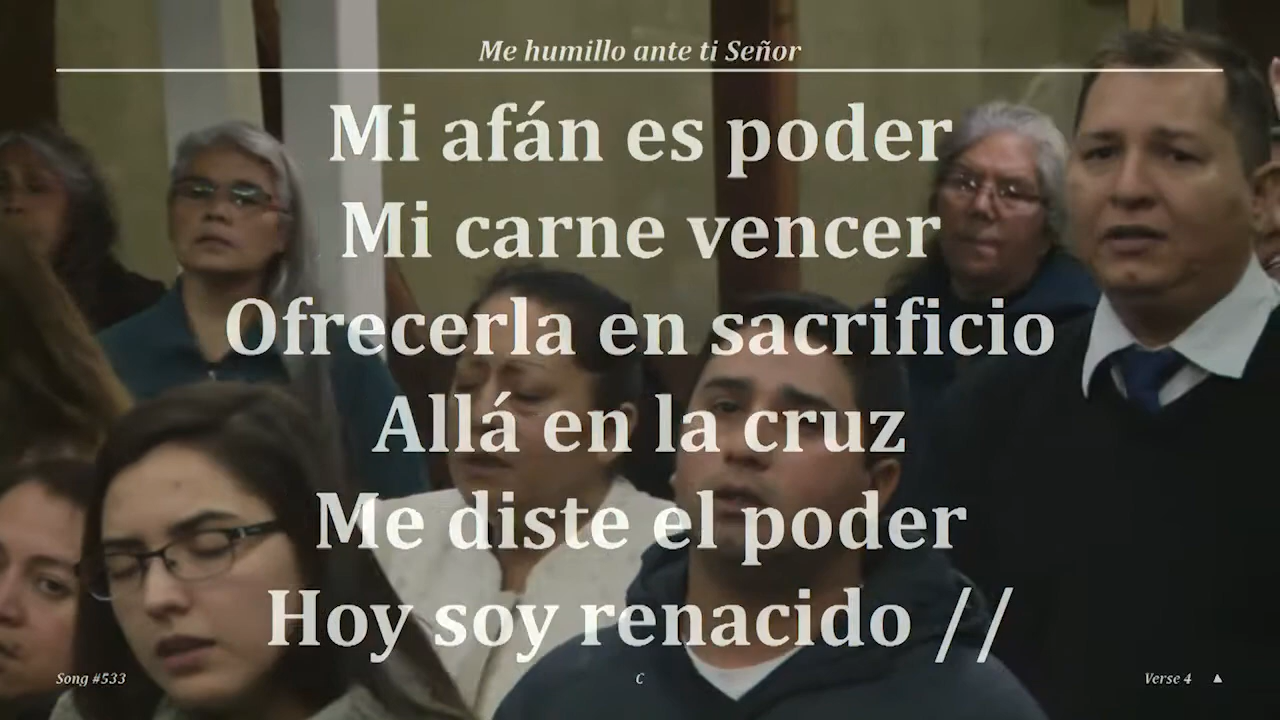 Me humillo ante ti Señor
Mi afán es poder
Mi carne vencer
Ofrecerla en sacrificio
Allá en la cruz
Me diste el poder
Hoy soy renacido //
Song #533 C Verse 4 ▲